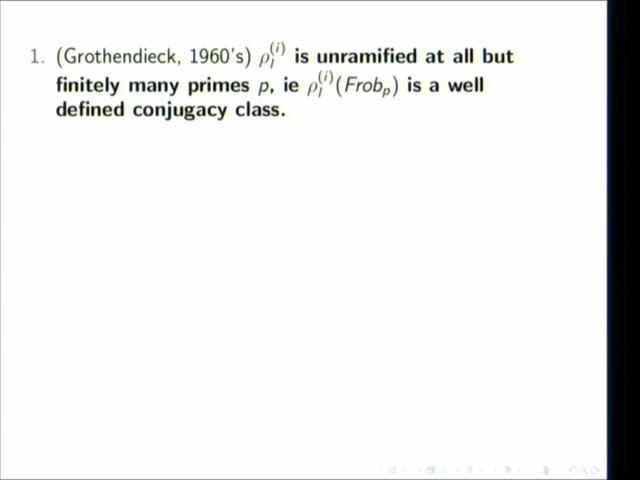 1. (Grothendieck, 1960's) ρ_l^{(i)} is unramified at all but
finitely many primes p, ie ρ_l^{(i)}(Frob_p) is a well
defined conjugacy class.